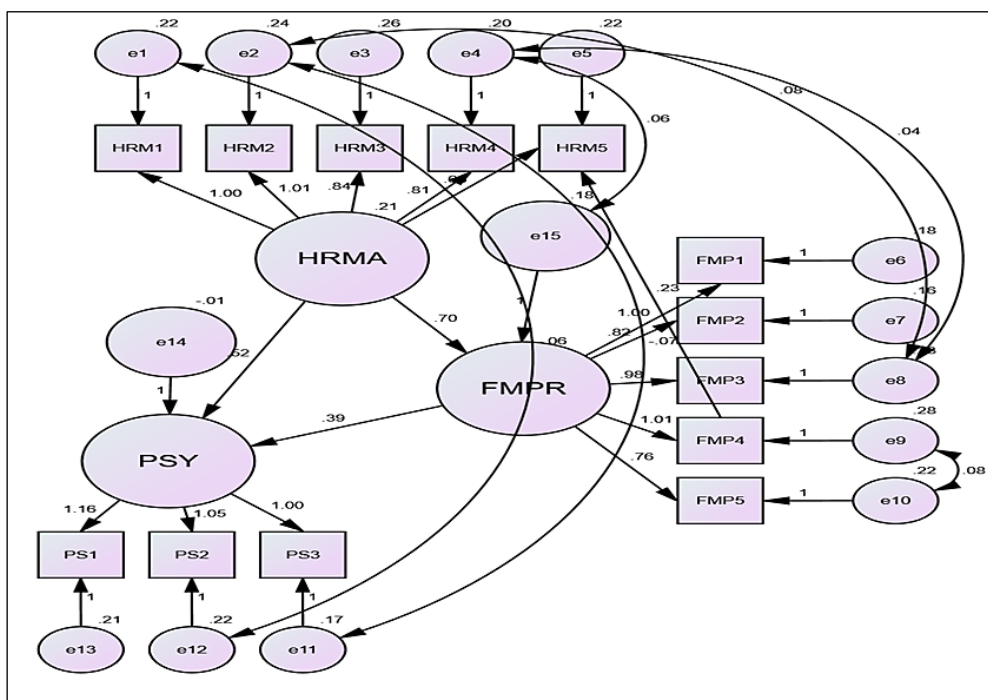 .22 .24 .26 .20 .22
e1 e2 e3 e4 e5
.08
1 1 1 1 1
.06
.04
HRM1 HRM2 HRM3 HRM4 HRM5
1.00 1.01 .84 .81
.21
.18
HRMA
e15
.18
FMP1 1 e6
.23
1.00
.16
-.01
.70
1
.82
FMP2 1 e7
-.07
e14
.52
.06
FMPR
.98
FMP3 1 e8
1
.39
1.01
.28
FMP4 1 e9
PSY
.76
.22
.08
FMP5 1 e10
1.16 1.05 1.00
PS1 PS2 PS3
1 1 1
.21 .22 .17
e13 e12 e11